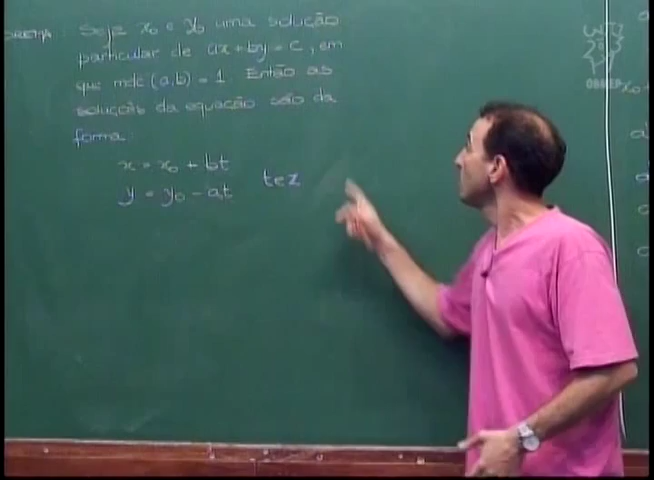 Seja x₀ e y₀ uma solução
particular de ax + by = c, em
que mdc (a,b) = 1. Então as
soluções da equação são da
forma:
x = x₀ + bt
y = y₀ - at t∈Z
OBMEP